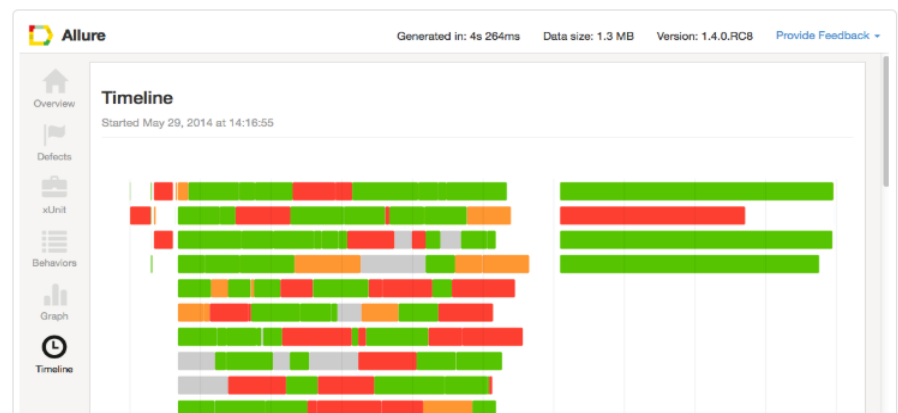 Allure
Generated in: 4s 264ms
Data size: 1.3 MB
Version: 1.4.0.RC8
Provide Feedback
Overview
Defects
xUnit
Behaviors
Graph
Timeline
Timeline
Started May 29, 2014 at 14:16:55